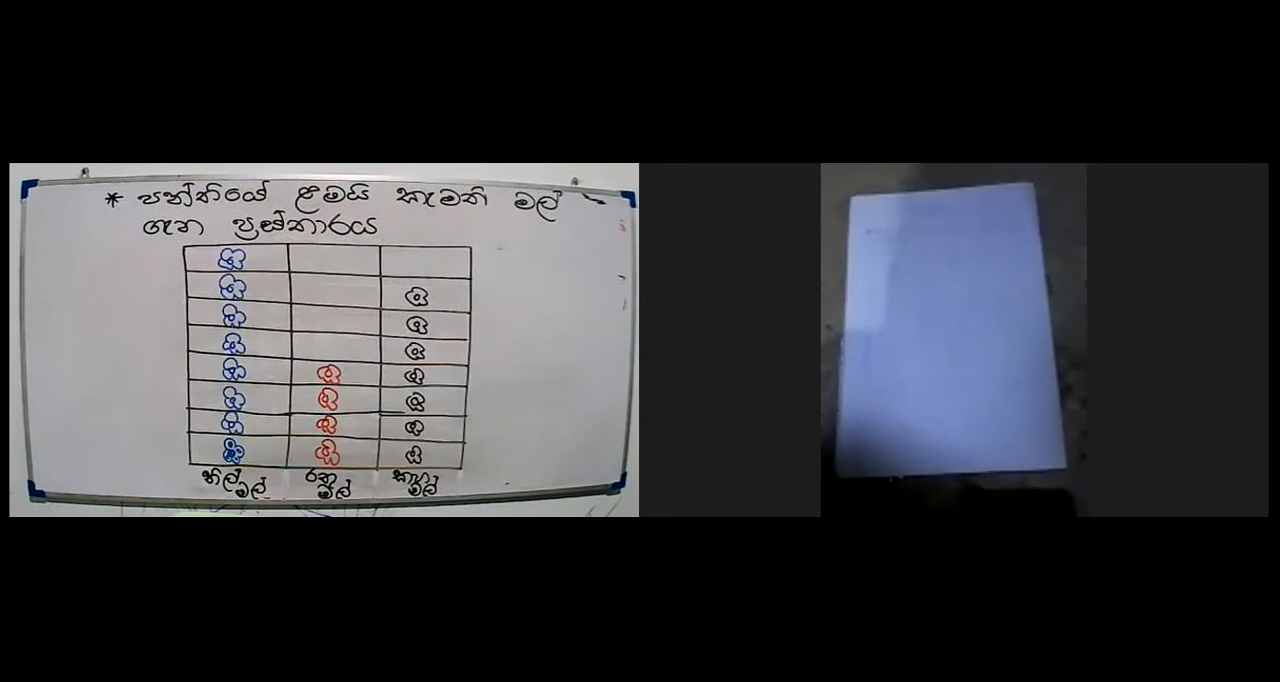 * පන්තියේ ළමයි කැමති මල්
ගැන ප්‍රස්තාරය
නිල් මල්
රතු මල්
කහ මල්